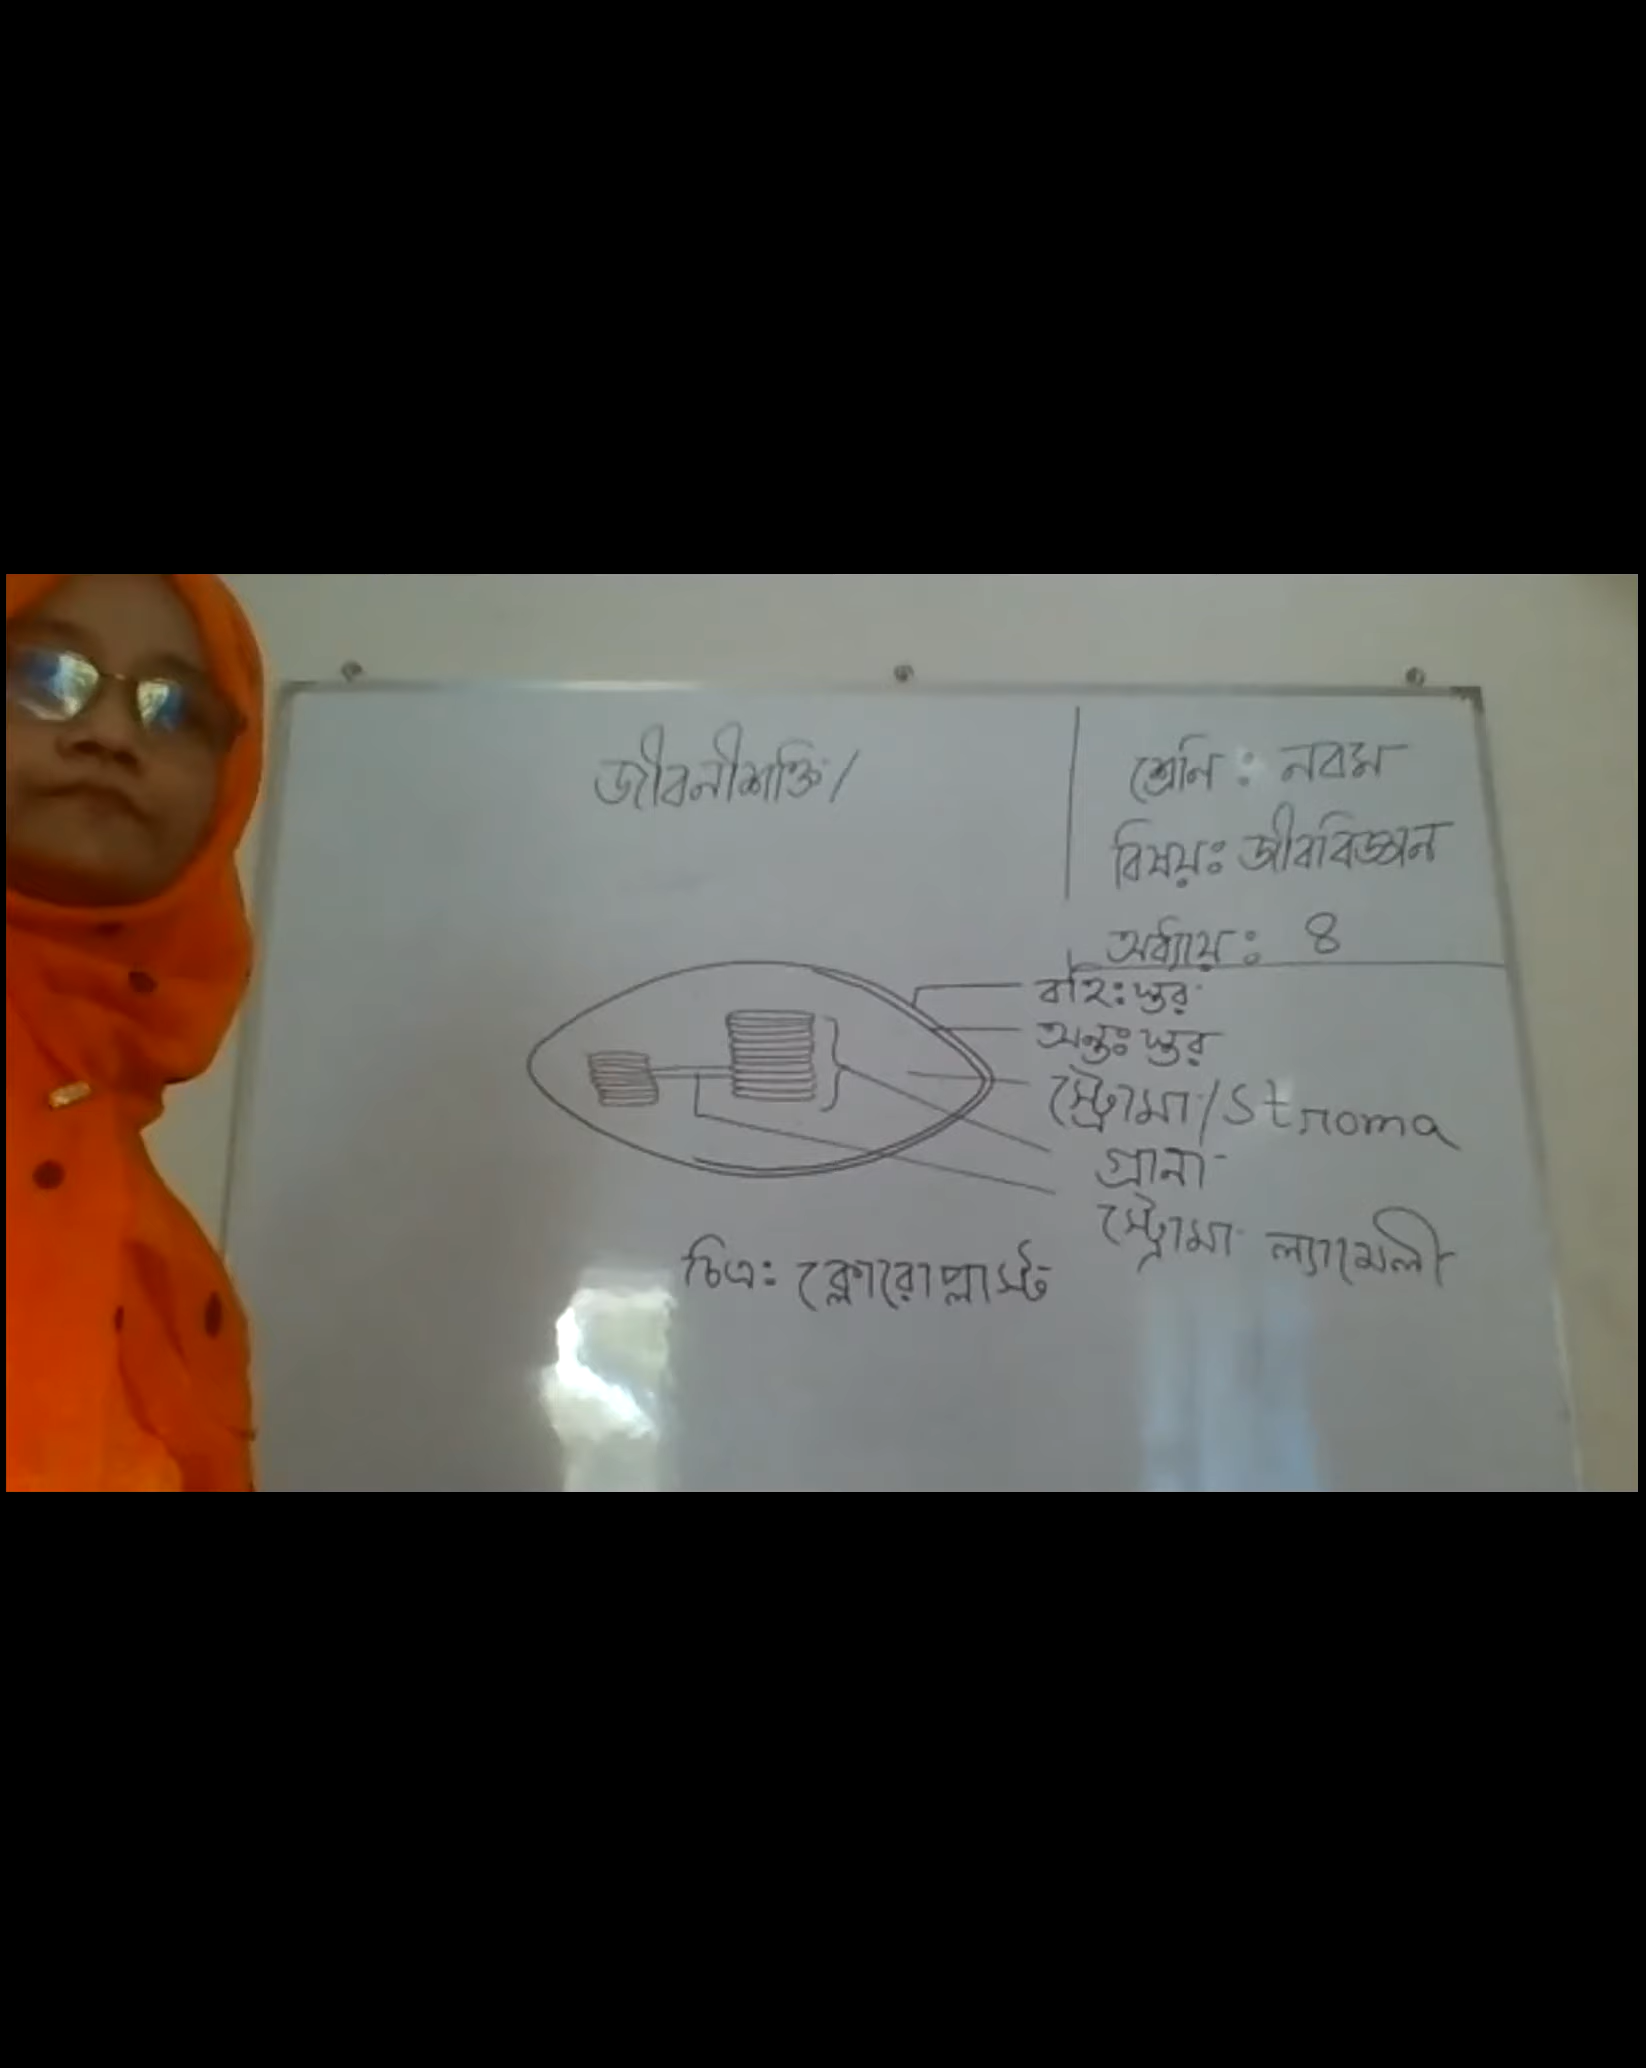 জীবনীশক্তি /
শ্রেনি : নবম
বিষয়ঃ জীববিজ্ঞান
অধ্যায়ঃ ৪
বহিঃস্তর
অন্তঃস্তর
স্ট্রোমা / Stroma
গ্রানা
স্ট্রোমা ল্যামেলী
চিত্র: ক্লোরোপ্লাস্ট